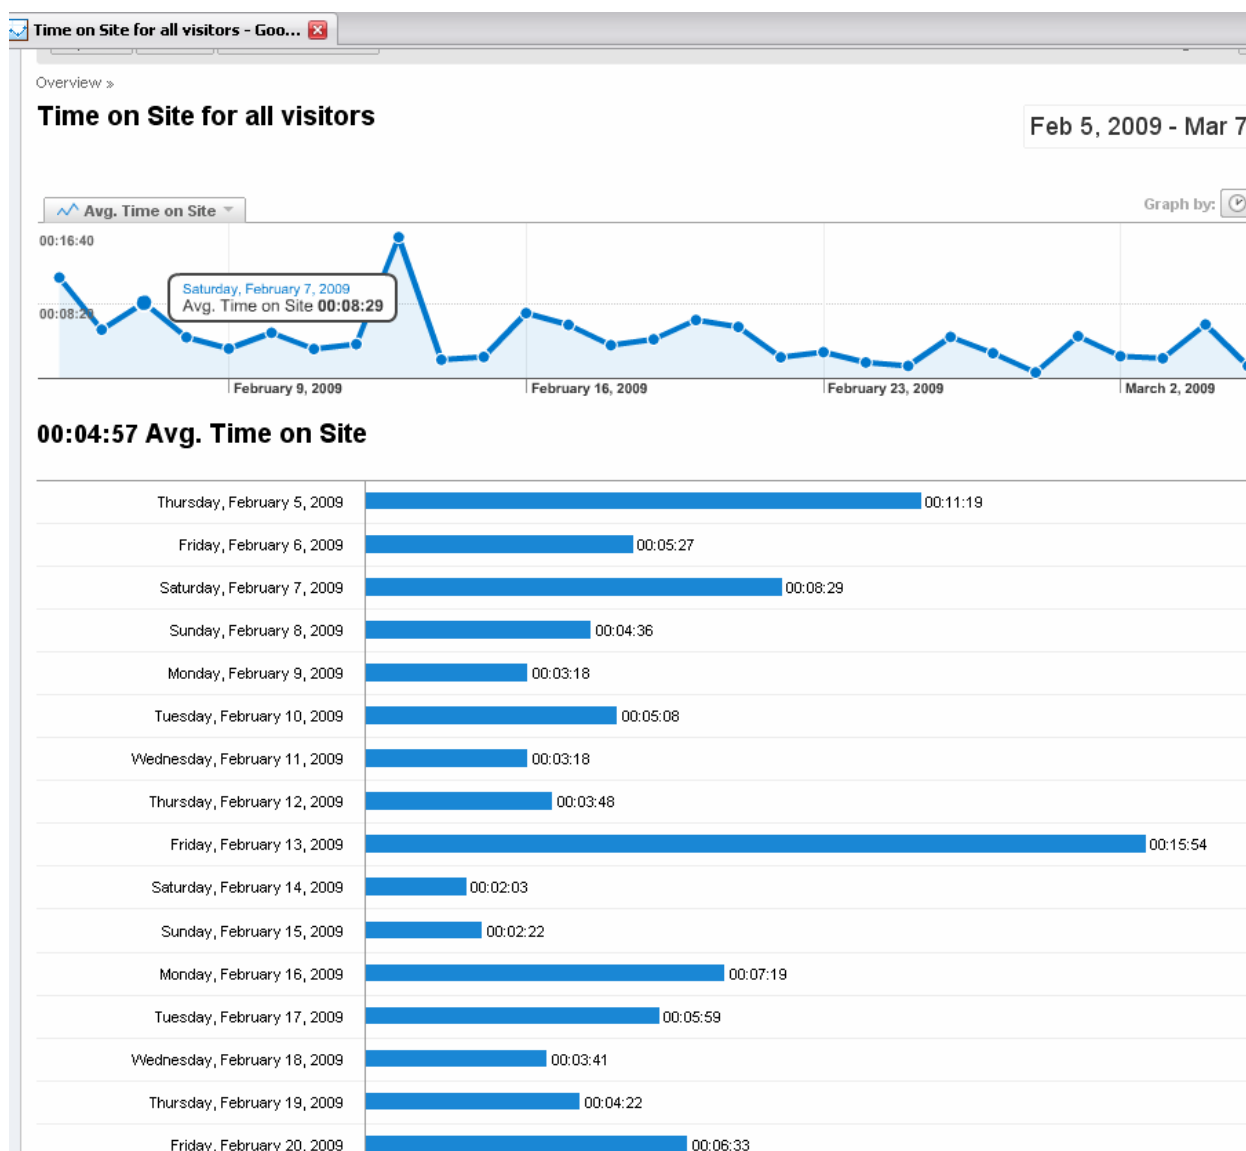 Time on Site for all visitors - Goo...
Overview »
Time on Site for all visitors
Feb 5, 2009 - Mar 7
Avg. Time on Site
Graph by:
00:16:40
Saturday, February 7, 2009
Avg. Time on Site 00:08:29
00:08:20
February 9, 2009
February 16, 2009
February 23, 2009
March 2, 2009
00:04:57 Avg. Time on Site
Thursday, February 5, 2009 00:11:19
Friday, February 6, 2009 00:05:27
Saturday, February 7, 2009 00:08:29
Sunday, February 8, 2009 00:04:36
Monday, February 9, 2009 00:03:18
Tuesday, February 10, 2009 00:05:08
Wednesday, February 11, 2009 00:03:18
Thursday, February 12, 2009 00:03:48
Friday, February 13, 2009 00:15:54
Saturday, February 14, 2009 00:02:03
Sunday, February 15, 2009 00:02:22
Monday, February 16, 2009 00:07:19
Tuesday, February 17, 2009 00:05:59
Wednesday, February 18, 2009 00:03:41
Thursday, February 19, 2009 00:04:22
Friday, February 20, 2009 00:06:33